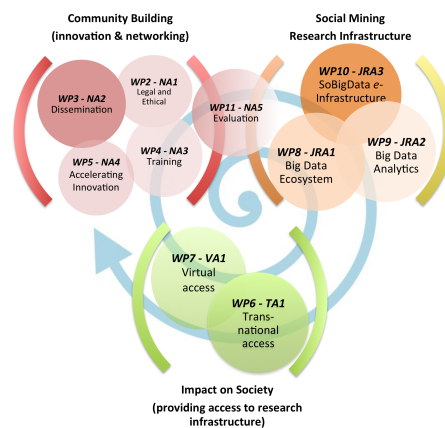 Community Building
(innovation & networking)
Social Mining
Research Infrastructure
WP3 - NA2
Dissemination
WP2 - NA1
Legal and
Ethical
WP11 - NA5
Evaluation
WP5 - NA4
Accelerating
Innovation
WP4 - NA3
Training
WP10 - JRA3
SoBigData e-
Infrastructure
WP8 - JRA1
Big Data
Ecosystem
WP9 - JRA2
Big Data
Analytics
WP7 - VA1
Virtual
access
WP6 - TA1
Trans-
national
access
Impact on Society
(providing access to research
infrastructure)